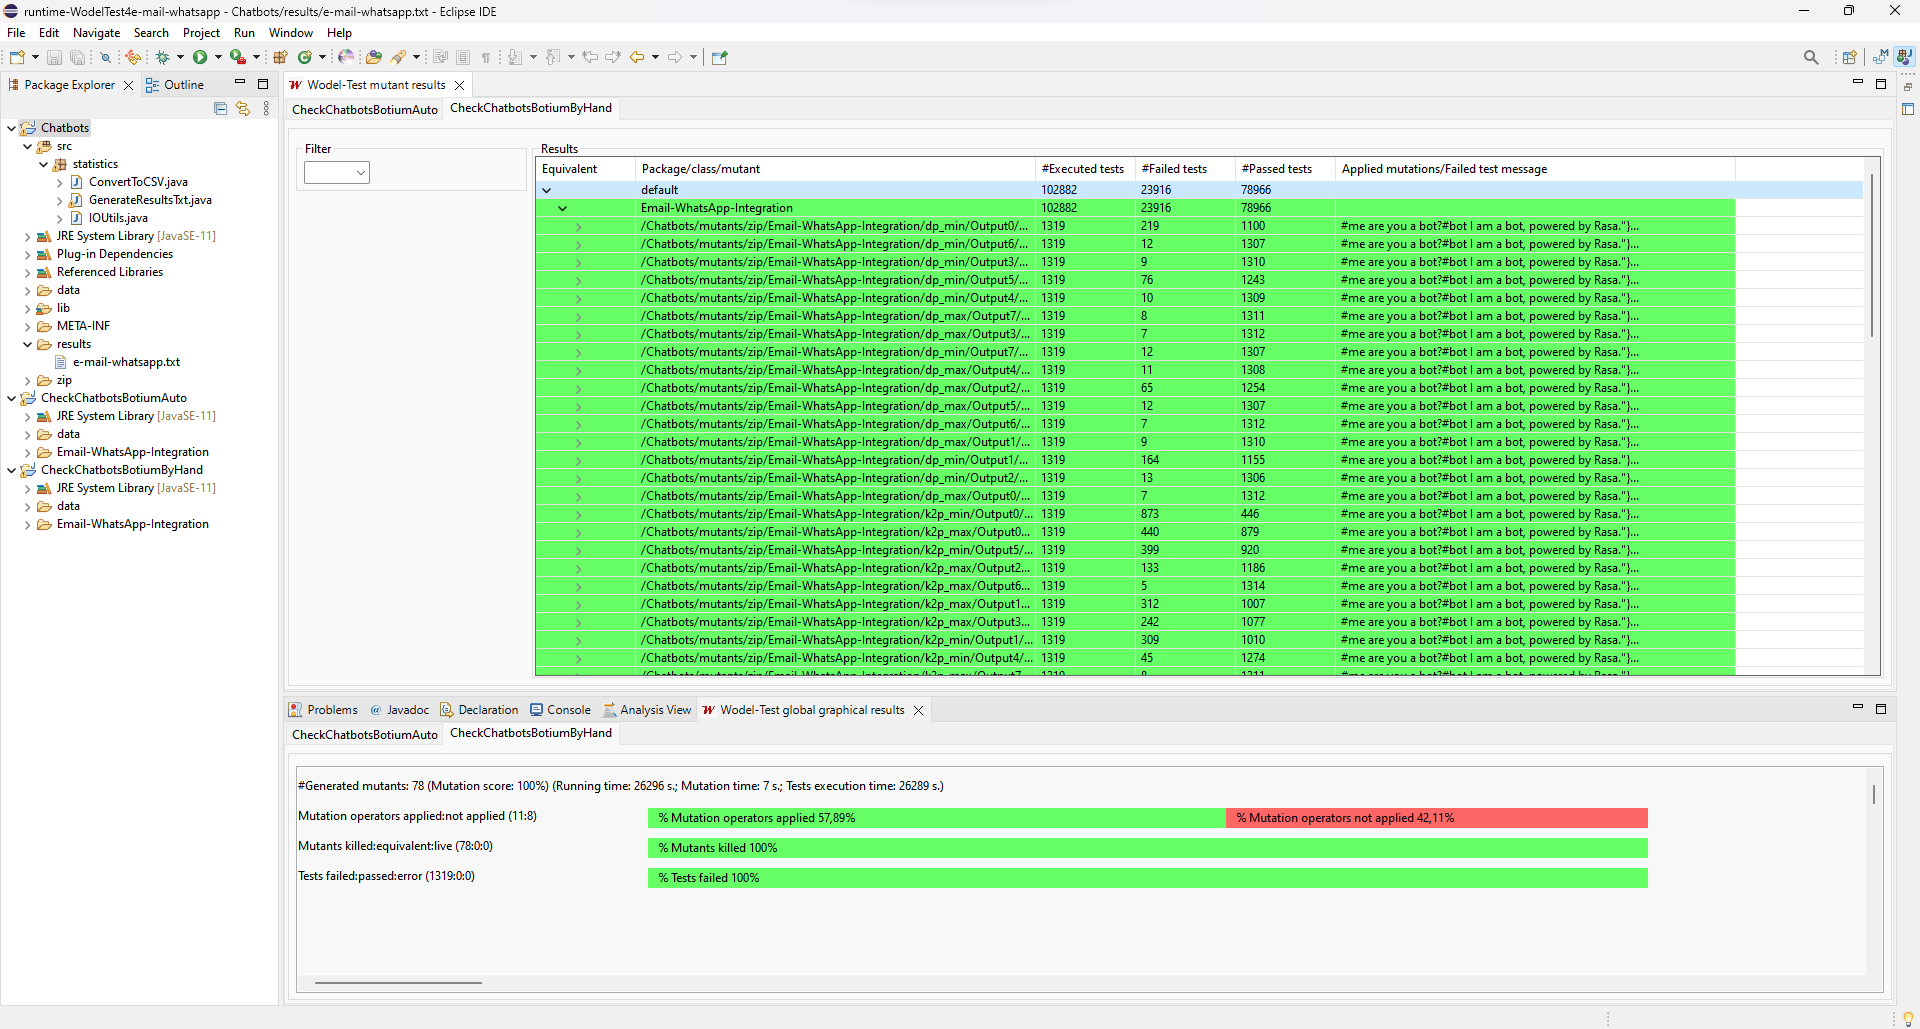 runtime-WodelTest4e-mail-whatsapp - Chatbots/results/e-mail-whatsapp.txt - Eclipse IDE
File Edit Navigate Search Project Run Window Help
Package Explorer
Outline
Chatbots
src
statistics
ConvertToCSV.java
GenerateResultsTxt.java
IOUtils.java
JRE System Library [JavaSE-11]
Plug-in Dependencies
Referenced Libraries
data
lib
META-INF
results
e-mail-whatsapp.txt
zip
CheckChatbotsBotiumAuto
JRE System Library [JavaSE-11]
data
Email-WhatsApp-Integration
CheckChatbotsBotiumByHand
JRE System Library [JavaSE-11]
data
Email-WhatsApp-Integration
Wodel-Test mutant results
CheckChatbotsBotiumAuto CheckChatbotsBotiumByHand
Filter
Results
Equivalent Package/class/mutant #Executed tests #Failed tests #Passed tests Applied mutations/Failed test message
default 102882 23916 78966
Email-WhatsApp-Integration 102882 23916 78966
/Chatbots/mutants/zip/Email-WhatsApp-Integration/dp_min/Output0/... 1319 219 1100 #me are you a bot?#bot I am a bot, powered by Rasa."}...
/Chatbots/mutants/zip/Email-WhatsApp-Integration/dp_min/Output6/... 1319 12 1307 #me are you a bot?#bot I am a bot, powered by Rasa."}...
/Chatbots/mutants/zip/Email-WhatsApp-Integration/dp_min/Output3/... 1319 9 1310 #me are you a bot?#bot I am a bot, powered by Rasa."}...
/Chatbots/mutants/zip/Email-WhatsApp-Integration/dp_min/Output5/... 1319 76 1243 #me are you a bot?#bot I am a bot, powered by Rasa."}...
/Chatbots/mutants/zip/Email-WhatsApp-Integration/dp_min/Output4/... 1319 10 1309 #me are you a bot?#bot I am a bot, powered by Rasa."}...
/Chatbots/mutants/zip/Email-WhatsApp-Integration/dp_max/Output7/... 1319 8 1311 #me are you a bot?#bot I am a bot, powered by Rasa."}...
/Chatbots/mutants/zip/Email-WhatsApp-Integration/dp_max/Output3/... 1319 7 1312 #me are you a bot?#bot I am a bot, powered by Rasa."}...
/Chatbots/mutants/zip/Email-WhatsApp-Integration/dp_min/Output7/... 1319 12 1307 #me are you a bot?#bot I am a bot, powered by Rasa."}...
/Chatbots/mutants/zip/Email-WhatsApp-Integration/dp_max/Output4/... 1319 11 1308 #me are you a bot?#bot I am a bot, powered by Rasa."}...
/Chatbots/mutants/zip/Email-WhatsApp-Integration/dp_max/Output2/... 1319 65 1254 #me are you a bot?#bot I am a bot, powered by Rasa."}...
/Chatbots/mutants/zip/Email-WhatsApp-Integration/dp_max/Output5/... 1319 12 1307 #me are you a bot?#bot I am a bot, powered by Rasa."}...
/Chatbots/mutants/zip/Email-WhatsApp-Integration/dp_max/Output6/... 1319 7 1312 #me are you a bot?#bot I am a bot, powered by Rasa."}...
/Chatbots/mutants/zip/Email-WhatsApp-Integration/dp_max/Output1/... 1319 9 1310 #me are you a bot?#bot I am a bot, powered by Rasa."}...
/Chatbots/mutants/zip/Email-WhatsApp-Integration/dp_min/Output1/... 1319 164 1155 #me are you a bot?#bot I am a bot, powered by Rasa."}...
/Chatbots/mutants/zip/Email-WhatsApp-Integration/dp_min/Output2/... 1319 13 1306 #me are you a bot?#bot I am a bot, powered by Rasa."}...
/Chatbots/mutants/zip/Email-WhatsApp-Integration/dp_max/Output0/... 1319 7 1312 #me are you a bot?#bot I am a bot, powered by Rasa."}...
/Chatbots/mutants/zip/Email-WhatsApp-Integration/k2p_min/Output0/... 1319 873 446 #me are you a bot?#bot I am a bot, powered by Rasa."}...
/Chatbots/mutants/zip/Email-WhatsApp-Integration/k2p_max/Output0... 1319 440 879 #me are you a bot?#bot I am a bot, powered by Rasa."}...
/Chatbots/mutants/zip/Email-WhatsApp-Integration/k2p_min/Output5/... 1319 399 920 #me are you a bot?#bot I am a bot, powered by Rasa."}...
/Chatbots/mutants/zip/Email-WhatsApp-Integration/k2p_max/Output2... 1319 133 1186 #me are you a bot?#bot I am a bot, powered by Rasa."}...
/Chatbots/mutants/zip/Email-WhatsApp-Integration/k2p_max/Output6... 1319 5 1314 #me are you a bot?#bot I am a bot, powered by Rasa."}...
/Chatbots/mutants/zip/Email-WhatsApp-Integration/k2p_max/Output1... 1319 312 1007 #me are you a bot?#bot I am a bot, powered by Rasa."}...
/Chatbots/mutants/zip/Email-WhatsApp-Integration/k2p_max/Output3... 1319 242 1077 #me are you a bot?#bot I am a bot, powered by Rasa."}...
/Chatbots/mutants/zip/Email-WhatsApp-Integration/k2p_min/Output1/... 1319 309 1010 #me are you a bot?#bot I am a bot, powered by Rasa."}...
/Chatbots/mutants/zip/Email-WhatsApp-Integration/k2p_min/Output4/... 1319 45 1274 #me are you a bot?#bot I am a bot, powered by Rasa."}...
Problems Javadoc Declaration Console Analysis View Wodel-Test global graphical results
CheckChatbotsBotiumAuto CheckChatbotsBotiumByHand
#Generated mutants: 78 (Mutation score: 100%) (Running time: 26296 s.; Mutation time: 7 s.; Tests execution time: 26289 s.)
Mutation operators applied:not applied (11:8) % Mutation operators applied 57,89% % Mutation operators not applied 42,11%
Mutants killed:equivalent:live (78:0:0) % Mutants killed 100%
Tests failed:passed:error (1319:0:0) % Tests failed 100%